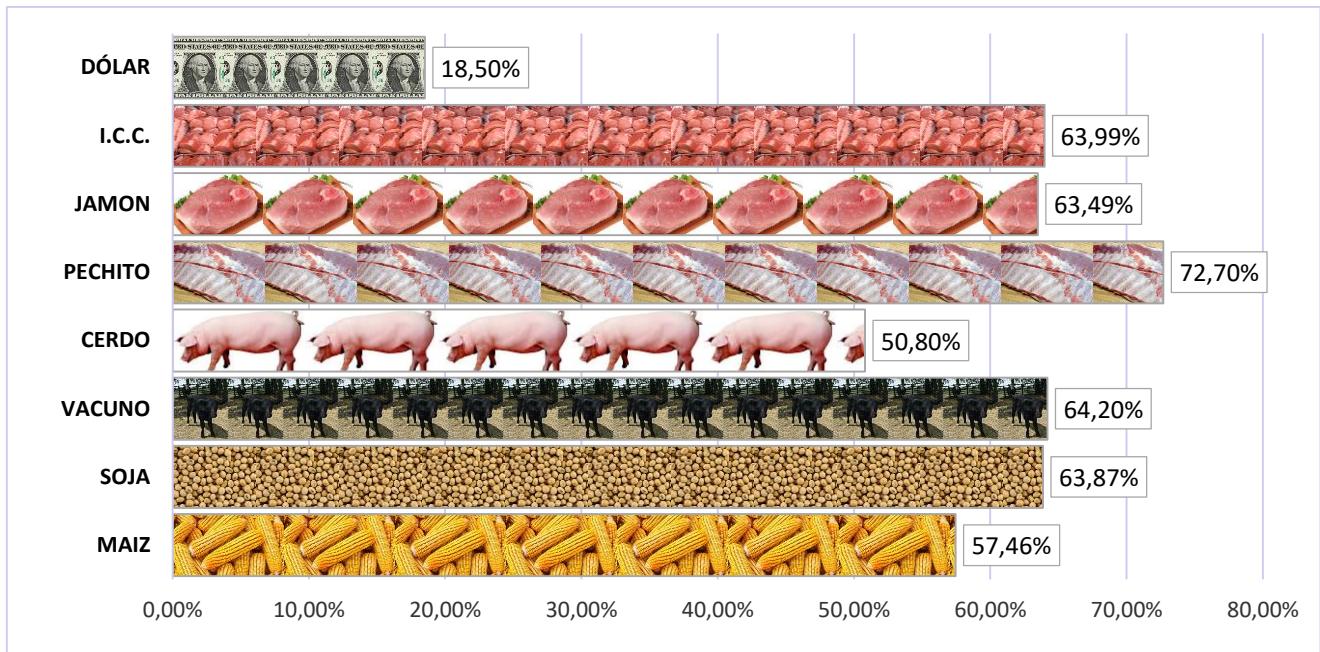 DÓLAR 18,50%
I.C.C. 63,99%
JAMON 63,49%
PECHITO 72,70%
CERDO 50,80%
VACUNO 64,20%
SOJA 63,87%
MAIZ 57,46%
0,00% 10,00% 20,00% 30,00% 40,00% 50,00% 60,00% 70,00% 80,00%